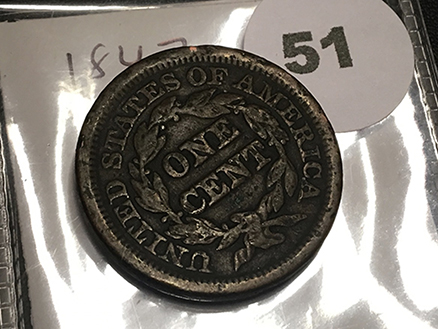 1847
51
UNITED STATES OF AMERICA
ONE
CENT